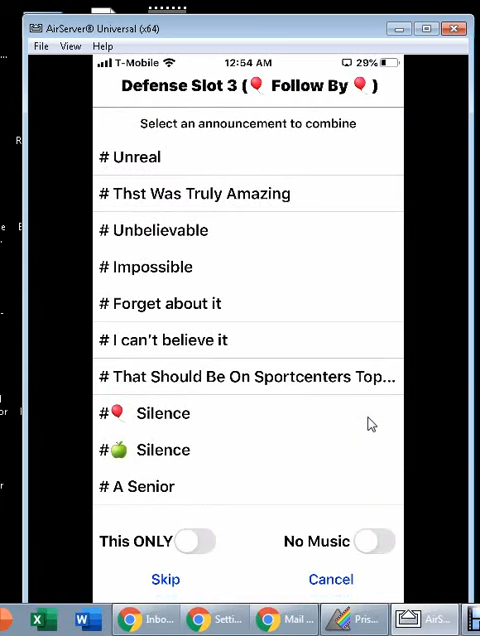 AirServer® Universal (x64)
File View Help
T-Mobile 12:54 AM 29%
Defense Slot 3 (🎈 Follow By 🎈)
Select an announcement to combine
# Unreal
# Thst Was Truly Amazing
# Unbelievable
# Impossible
# Forget about it
# I can't believe it
# That Should Be On Sportcenters Top...
#🎈 Silence
#🍏 Silence
# A Senior
This ONLY No Music
Skip Cancel
Inbo... Setti... Mail ... Pris... AirS...